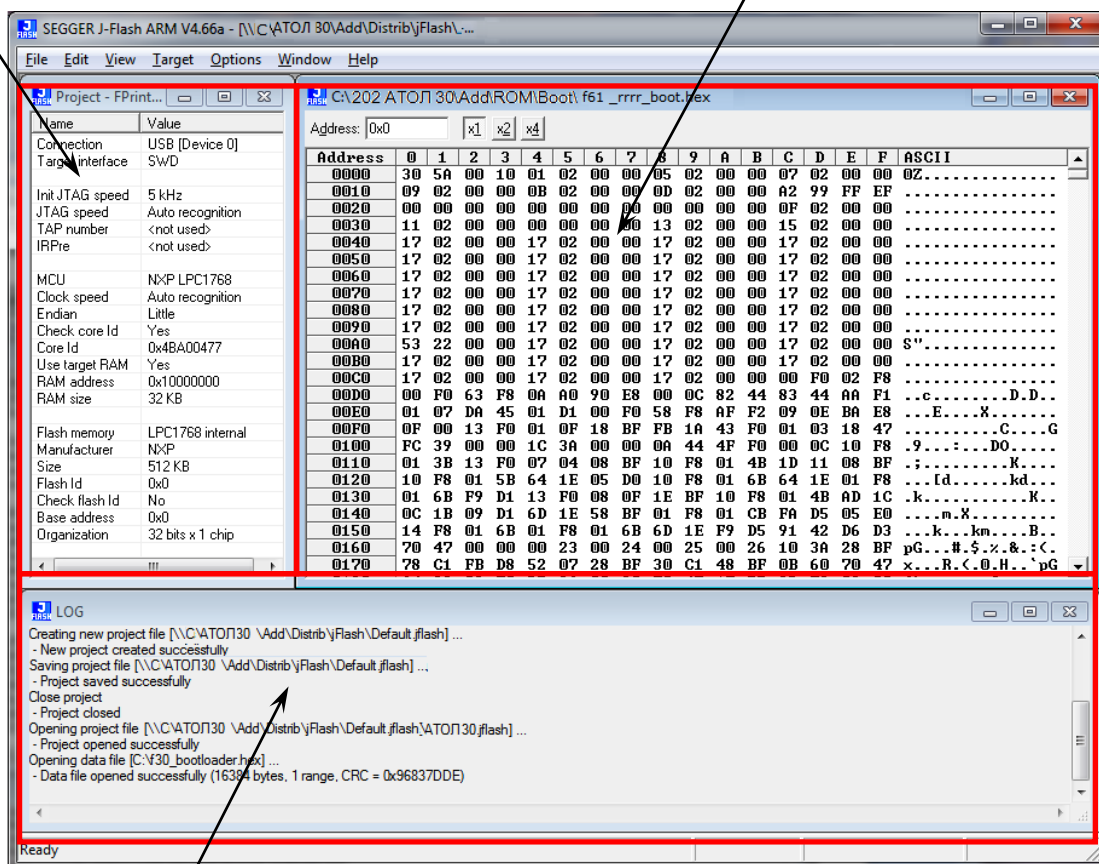 SEGGER J-Flash ARM V4.66a - [\\C\АТОЛ 30\Add\Distrib\jFlash\...
File Edit View Target Options Window Help
Project - FPrint...
Name Value
Connection USB [Device 0]
Target interface SWD
Init JTAG speed 5 kHz
JTAG speed Auto recognition
TAP number <not used>
IRPre <not used>
MCU NXP LPC1768
Clock speed Auto recognition
Endian Little
Check core Id Yes
Core Id 0x4BA00477
Use target RAM Yes
RAM address 0x10000000
RAM size 32 KB
Flash memory LPC1768 internal
Manufacturer NXP
Size 512 KB
Flash Id 0x0
Check flash Id No
Base address 0x0
Organization 32 bits x 1 chip
C:\202 АТОЛ 30\Add\ROM\Boot\ f61 _rrrr_boot.hex
Address: 0x0 x1 x2 x4
Address 0 1 2 3 4 5 6 7 8 9 A B C D E F ASCII
0000 30 5A 00 10 01 02 00 00 05 02 00 00 07 02 00 00 0Z..............
0010 09 02 00 00 0B 02 00 00 0D 02 00 00 A2 99 FF EF ................
0020 00 00 00 00 00 00 00 00 00 00 00 00 0F 02 00 00 ................
0030 11 02 00 00 00 00 00 00 13 02 00 00 15 02 00 00 ................
0040 17 02 00 00 17 02 00 00 17 02 00 00 17 02 00 00 ................
0050 17 02 00 00 17 02 00 00 17 02 00 00 17 02 00 00 ................
0060 17 02 00 00 17 02 00 00 17 02 00 00 17 02 00 00 ................
0070 17 02 00 00 17 02 00 00 17 02 00 00 17 02 00 00 ................
0080 17 02 00 00 17 02 00 00 17 02 00 00 17 02 00 00 ................
0090 17 02 00 00 17 02 00 00 17 02 00 00 17 02 00 00 ................
00A0 53 22 00 00 17 02 00 00 17 02 00 00 17 02 00 00 S"..............
00B0 17 02 00 00 17 02 00 00 17 02 00 00 17 02 00 00 ................
00C0 17 02 00 00 17 02 00 00 17 02 00 00 00 F0 02 F8 ................
00D0 00 F0 63 F8 0A A0 90 E8 00 0C 82 44 83 44 AA F1 ..c........D.D..
00E0 01 07 DA 45 01 D1 00 F0 58 F8 AF F2 09 0E BA E8 ...E....X.......
00F0 0F 00 13 F0 01 0F 18 BF FB 1A 43 F0 01 03 18 47 ..........C....G
0100 FC 39 00 00 1C 3A 00 00 0A 44 4F F0 00 0C 10 F8 .9...:...DO.....
0110 01 3B 13 F0 07 04 08 BF 10 F8 01 4B 1D 11 08 BF .;.........K....
0120 10 F8 01 5B 64 1E 05 D0 10 F8 01 6B 64 1E 01 F8 ...[d......kd...
0130 01 6B F9 D1 13 F0 08 0F 1E BF 10 F8 01 4B AD 1C .k...........K..
0140 0C 1B 09 D1 6D 1E 58 BF 01 F8 01 CB FA D5 05 E0 ....m.X.........
0150 14 F8 01 6B 01 F8 01 6B 6D 1E F9 D5 91 42 D6 D3 ...k...km....B..
0160 70 47 00 00 00 23 00 24 00 25 00 26 10 3A 28 BF pG...#.$.%.&.:(.
0170 78 C1 FB D8 52 07 28 BF 30 C1 48 BF 0B 60 70 47 x...R.(.0.H..`pG
LOG
Creating new project file [\\C\АТОЛ30 \Add\Distrib\jFlash\Default.jflash] ...
- New project created successfully
Saving project file [\\C\АТОЛ30 \Add\Distrib\jFlash\Default.jflash] ...
- Project saved successfully
Close project
- Project closed
Opening project file [\\C\АТОЛ30 \Add\Distrib\jFlash\Default.jflash\АТОЛ30.jflash] ...
- Project opened successfully
Opening data file [C:\f30_bootloader.hex] ...
- Data file opened successfully (16384 bytes, 1 range, CRC = 0x96837DDE)
Ready